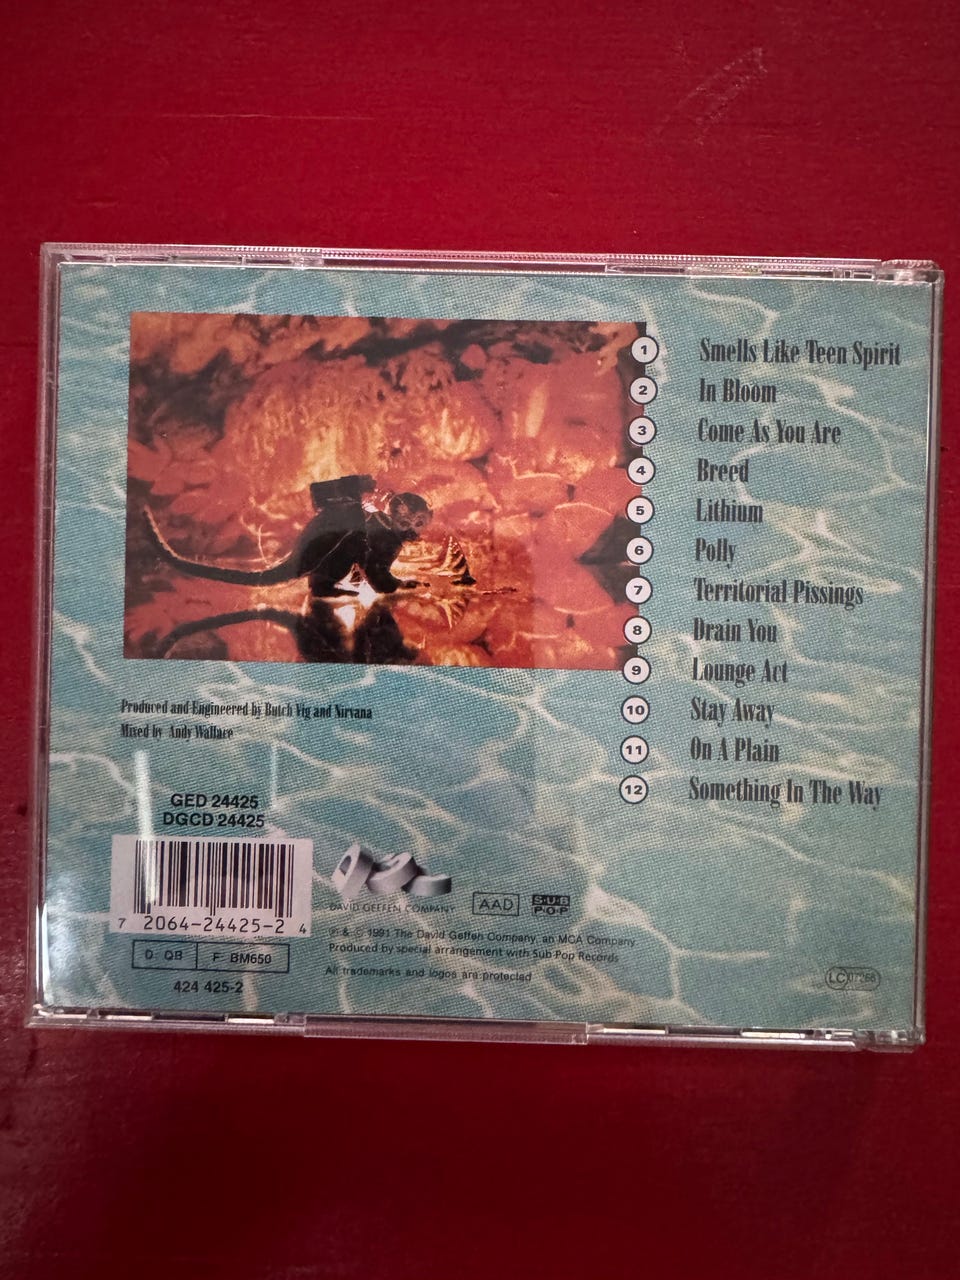 1 Smells Like Teen Spirit
2 In Bloom
3 Come As You Are
4 Breed
5 Lithium
6 Polly
7 Territorial Pissings
8 Drain You
9 Lounge Act
10 Stay Away
11 On A Plain
12 Something In The Way
Produced and Engineered by Butch Vig and Nirvana
Mixed by Andy Wallace
GED 24425
DGCD 24425
7 2064-24425-2 4
D QB F BM650
424 425-2
DAVID GEFFEN COMPANY
AAD
SUB POP
℗ & © 1991 The David Geffen Company, an MCA Company
Produced by special arrangement with Sub Pop Records
All trademarks and logos are protected
LC 07266